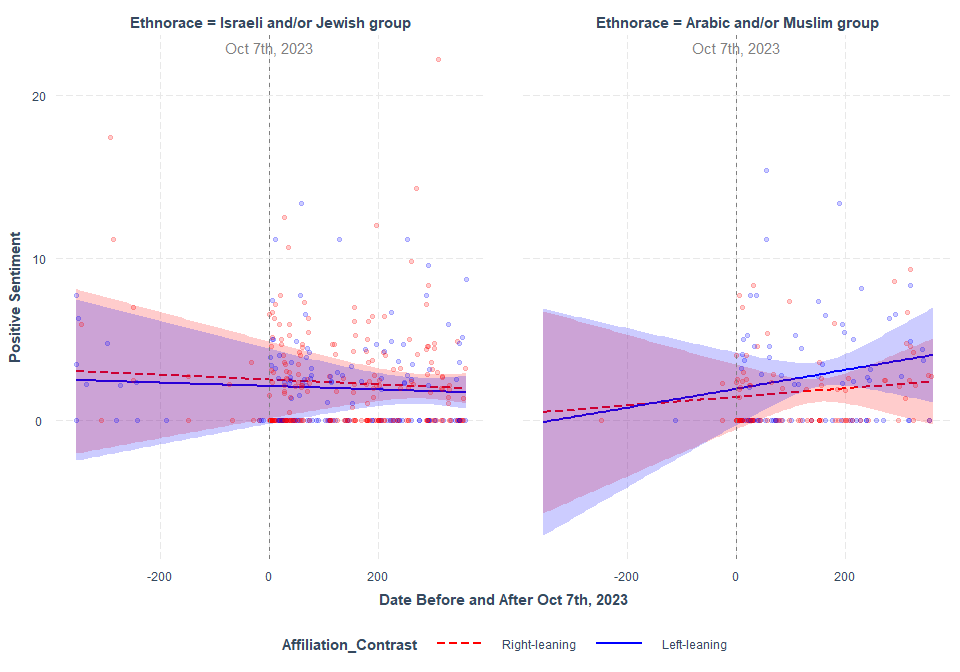 Ethnorace = Israeli and/or Jewish group
Ethnorace = Arabic and/or Muslim group
Oct 7th, 2023
Oct 7th, 2023
20
10
0
Positive Sentiment
-200
0
200
-200
0
200
Date Before and After Oct 7th, 2023
Affiliation_Contrast
Right-leaning
Left-leaning